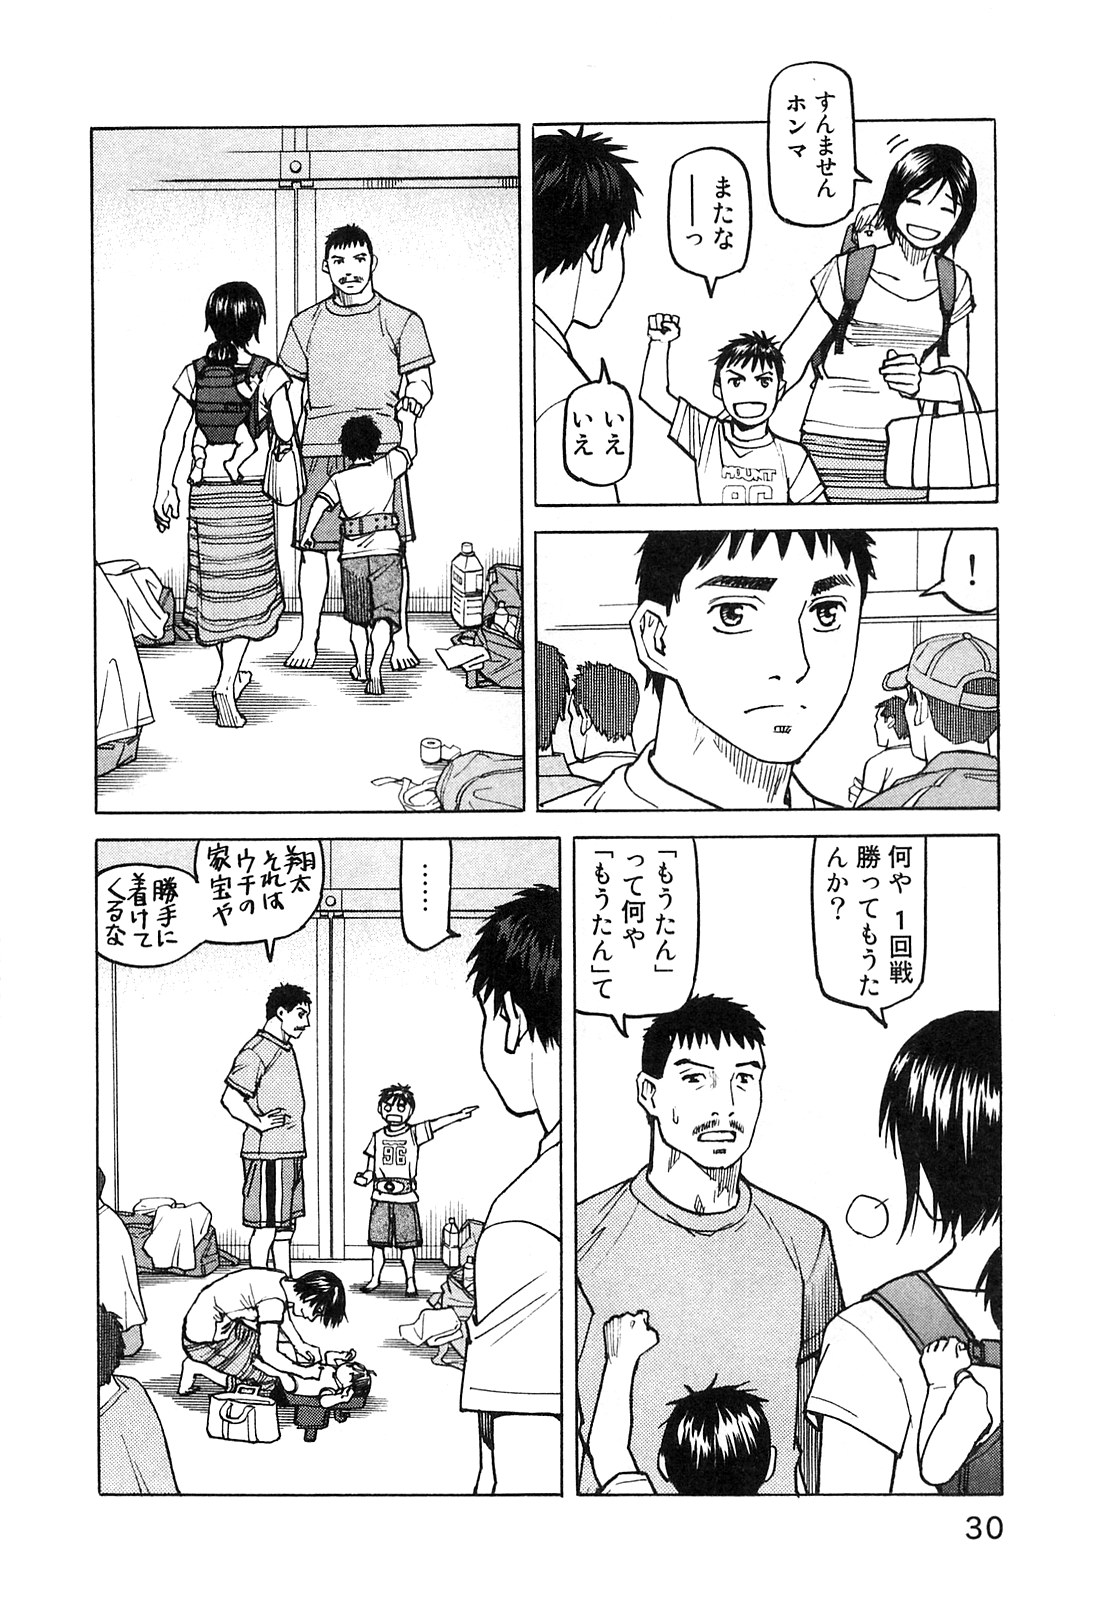 すんません
ホンマ
またな
――っ
いえ
いえ
MOUNT
96
！
何や 1回戦
勝ってもうた
んか？
「もうたん」
って何や
「もうたん」て
……
翔太
それは
ウチの
家宝や
勝手に
着けて
くるな
96
30